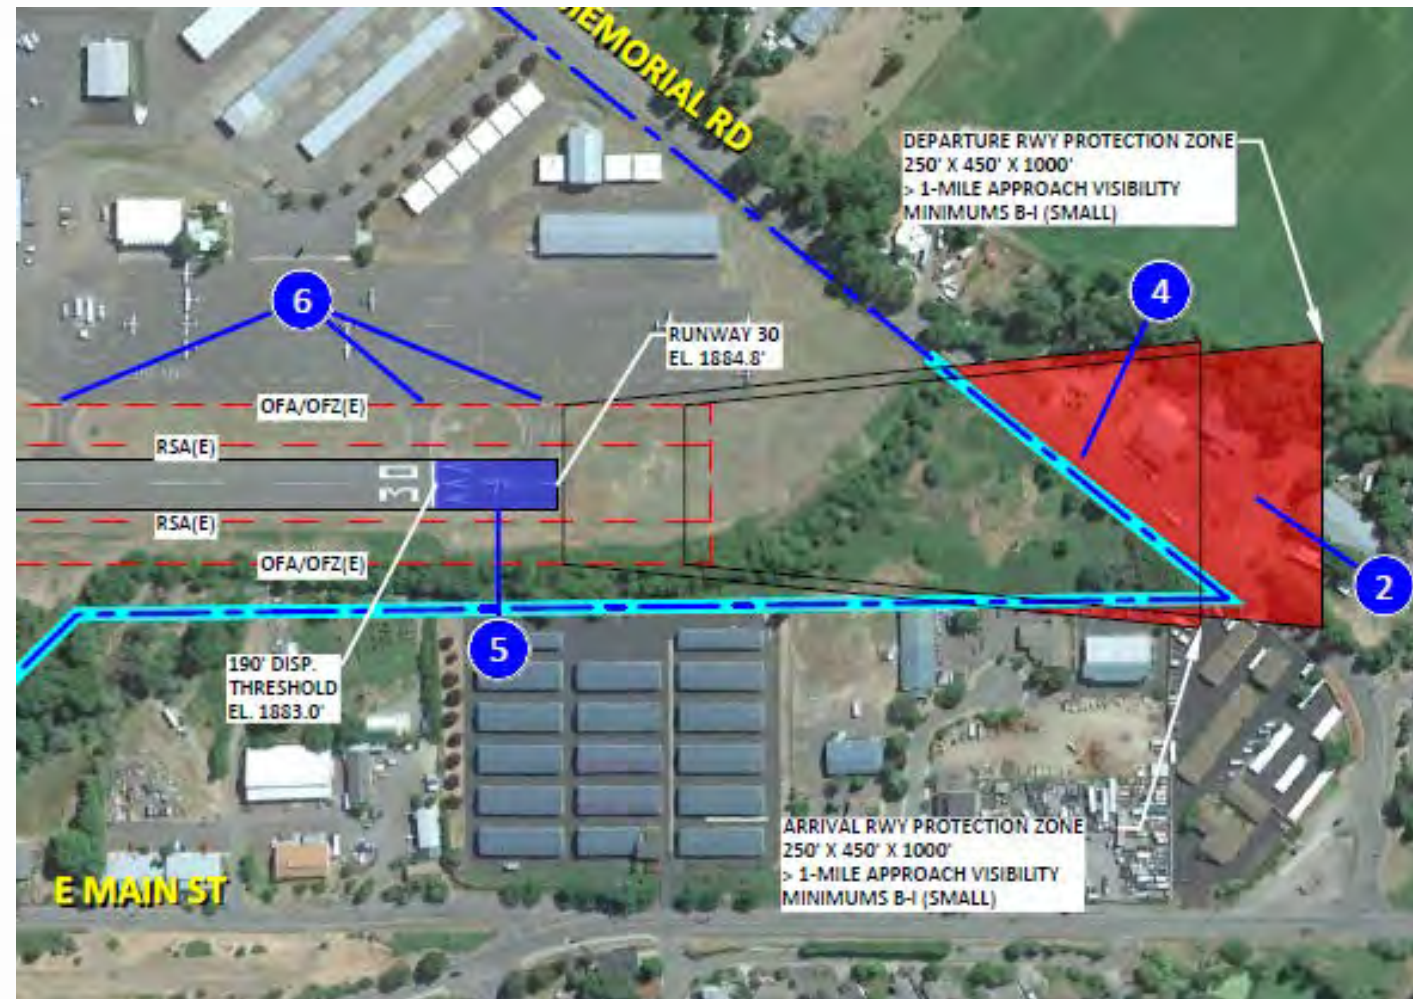 MEMORIAL RD
DEPARTURE RWY PROTECTION ZONE
250' X 450' X 1000'
> 1-MILE APPROACH VISIBILITY
MINIMUMS B-I (SMALL)
4
6
RUNWAY 30
EL. 1884.8'
OFA/OFZ(E)
RSA(E)
30
RSA(E)
OFA/OFZ(E)
2
5
190' DISP.
THRESHOLD
EL. 1883.0'
ARRIVAL RWY PROTECTION ZONE
250' X 450' X 1000'
> 1-MILE APPROACH VISIBILITY
MINIMUMS B-I (SMALL)
E MAIN ST